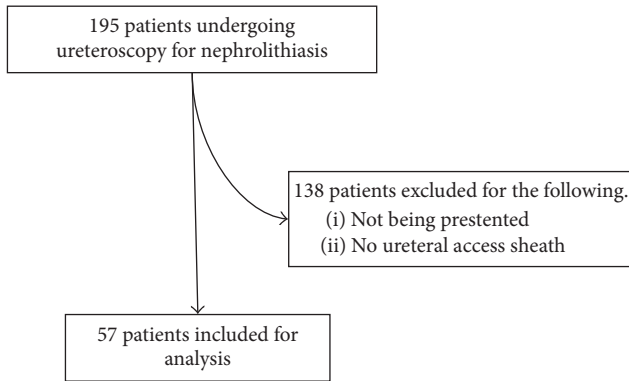 195 patients undergoing
ureteroscopy for nephrolithiasis
138 patients excluded for the following.
(i) Not being prestented
(ii) No ureteral access sheath
57 patients included for
analysis